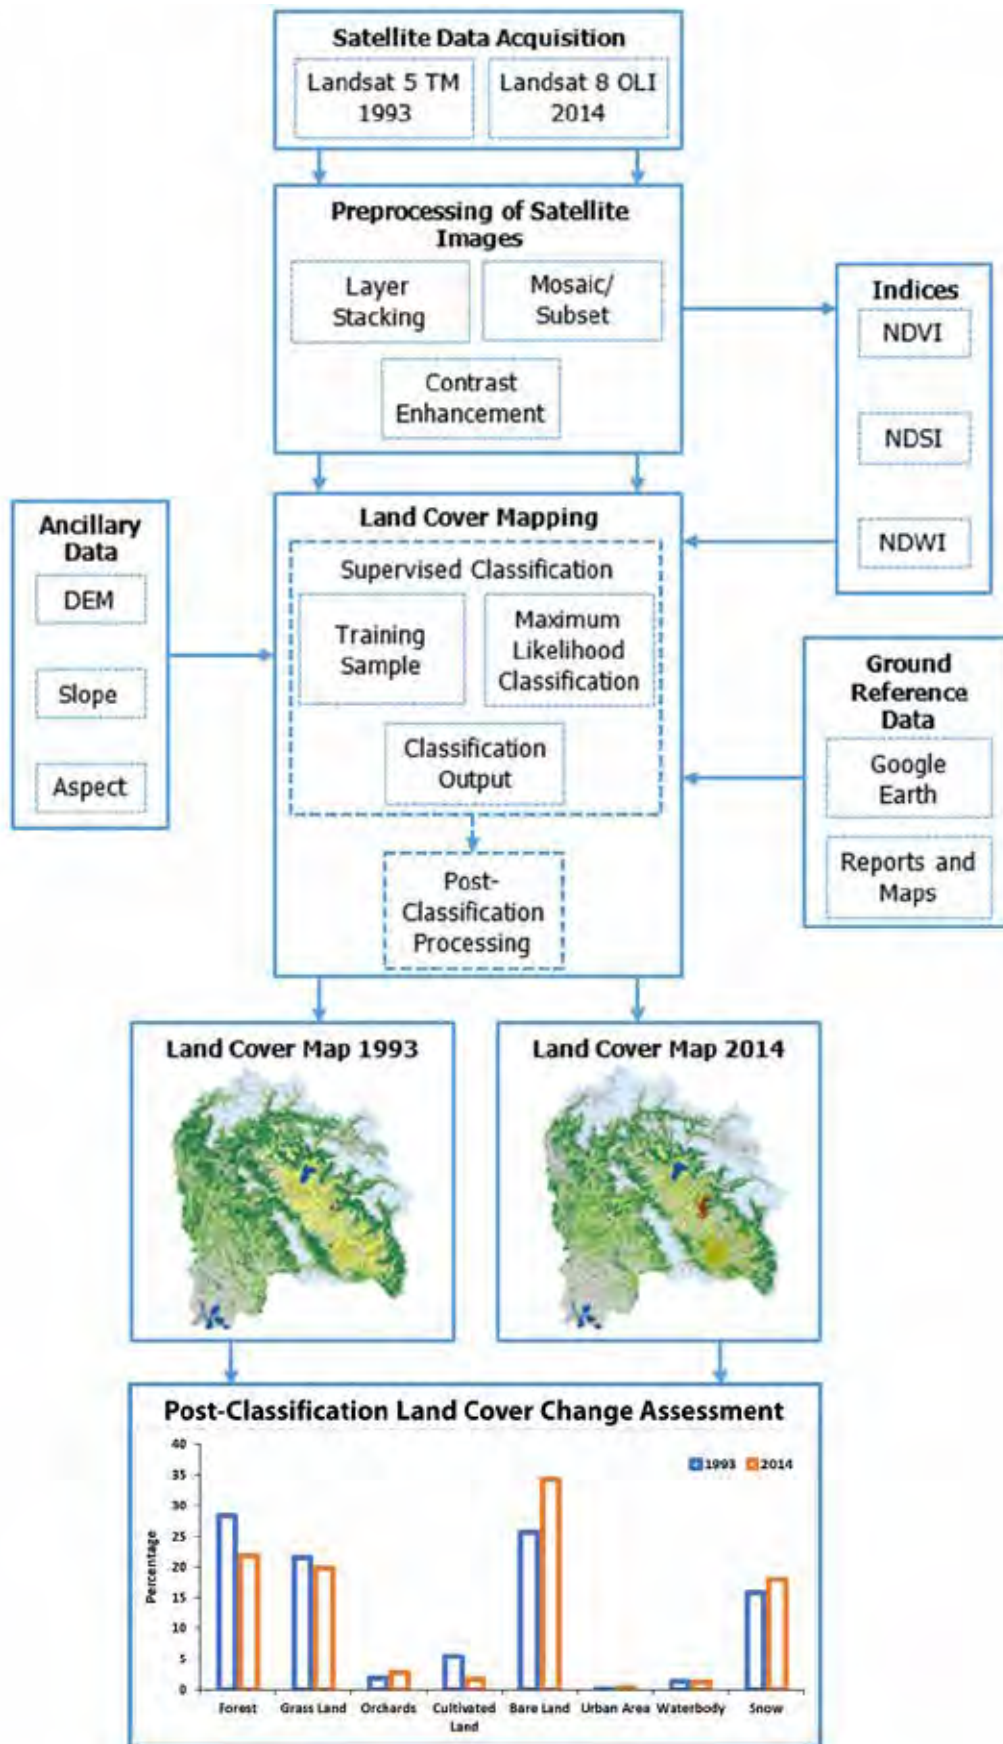 Satellite Data Acquisition
Landsat 5 TM
1993
Landsat 8 OLI
2014
Preprocessing of Satellite
Images
Layer
Stacking
Mosaic/
Subset
Contrast
Enhancement
Indices
NDVI
NDSI
NDWI
Ancillary
Data
DEM
Slope
Aspect
Land Cover Mapping
Supervised Classification
Training
Sample
Maximum
Likelihood
Classification
Classification
Output
Post-
Classification
Processing
Ground
Reference
Data
Google
Earth
Reports and
Maps
Land Cover Map 1993
Land Cover Map 2014
Post-Classification Land Cover Change Assessment
1993 2014
Percentage
40
35
30
25
20
15
10
5
0
Forest Grass Land Orchards Cultivated Bare Land Urban Area Waterbody Snow
Land